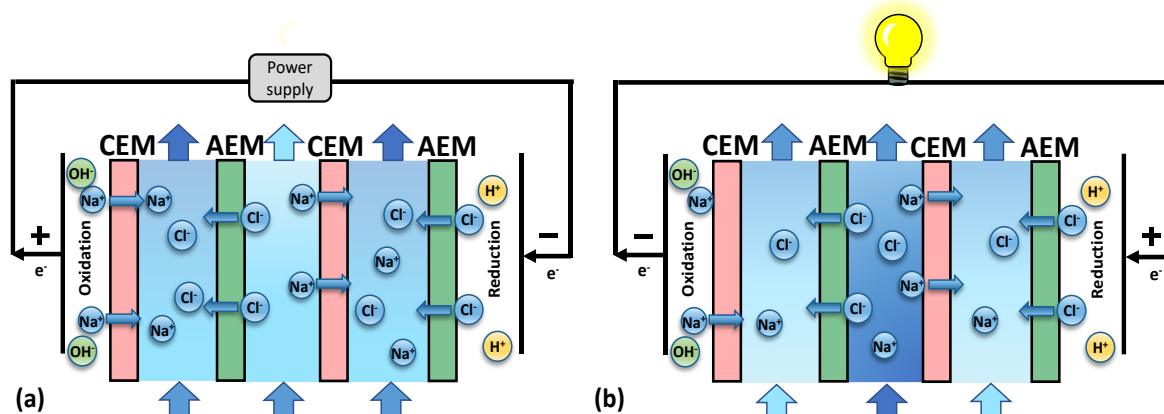 Power
supply
CEM AEM CEM AEM
OH⁻
Na⁺ Na⁺ Na⁺ H⁺
Cl⁻ Cl⁻ Cl⁻ Cl⁻
+ Oxidation Na⁺ Reduction −
e⁻ e⁻
Cl⁻ Cl⁻ Na⁺ Cl⁻ Cl⁻
Na⁺ Na⁺
OH⁻ Na⁺ H⁺
(a)
CEM AEM CEM AEM
OH⁻
Na⁺ Na⁺ H⁺
Cl⁻ Cl⁻
− Oxidation Cl⁻ Cl⁻ Cl⁻ Reduction +
e⁻ e⁻
Na⁺
Cl⁻ Cl⁻
Na⁺ Na⁺ Na⁺
OH⁻ Na⁺ H⁺
(b)